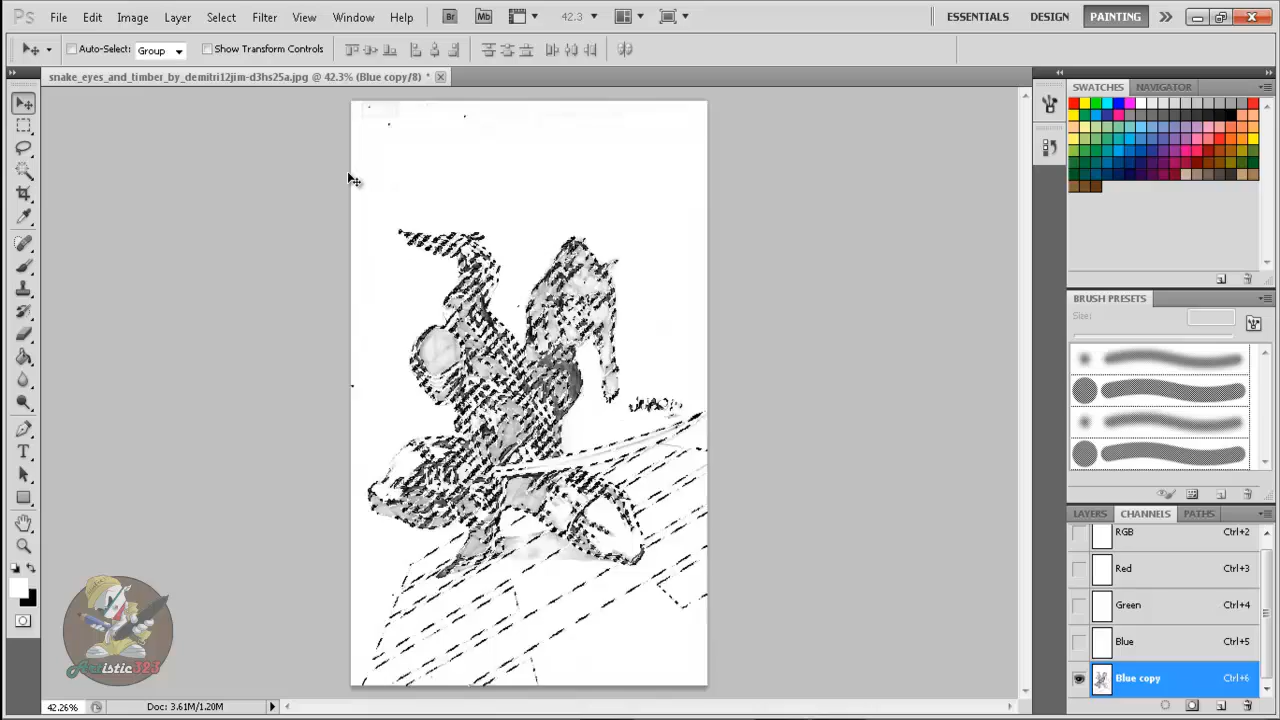 Ps File Edit Image Layer Select Filter View Window Help Br Mb 42.3 ESSENTIALS DESIGN PAINTING
Auto-Select: Group Show Transform Controls
snake_eyes_and_timber_by_demitri12jim-d3hs25a.jpg @ 42.3% (Blue copy/8) *
SWATCHES NAVIGATOR
BRUSH PRESETS
Size:
LAYERS CHANNELS PATHS
RGB Ctrl+2
Red Ctrl+3
Green Ctrl+4
Blue Ctrl+5
Blue copy Ctrl+6
Artistic323
42.26% Doc: 3.61M/1.20M